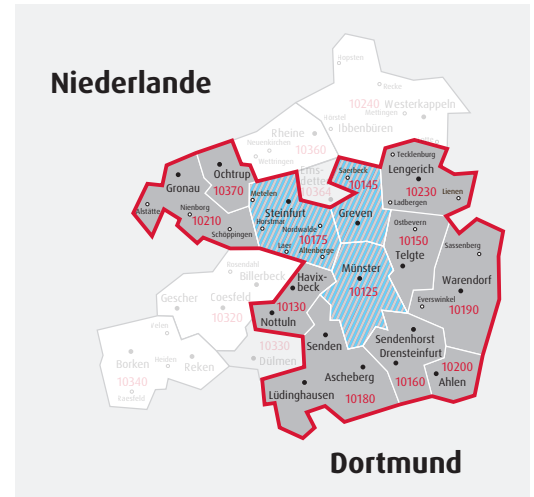 Hopsten
Recke
10240
Westerkappeln
Mettingen
Niederlande
Hörstel
Ibbenbüren
Rheine
Neuenkirchen
10360
Wettringen
Tecklenburg
Ochtrup
Ems-
detten
Saerbeck
Lengerich
Gronau
10370
10364
10145
10230
Lienen
Metelen
Alstätte
Nienborg
Steinfurt
Greven
Ladbergen
10210
Horstmar
Nordwalde
Ostbevern
Schöppingen
10175
10150
Laer
Altenberge
Telgte
Sassenberg
Rosendahl
Münster
Billerbeck
Havix-
beck
Warendorf
10125
Gescher
Coesfeld
10130
Everswinkel
10190
10320
Nottuln
Velen
10330
Senden
Sendenhorst
Borken
Heiden
Reken
Dülmen
Drensteinfurt
10340
Ascheberg
10200
Raesfeld
Lüdinghausen
10160
Ahlen
10180
Dortmund